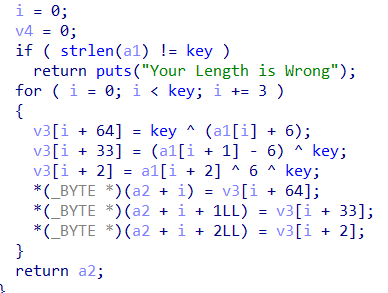 i = 0;
v4 = 0;
if ( strlen(a1) != key )
return puts("Your Length is Wrong");
for ( i = 0; i < key; i += 3 )
{
v3[i + 64] = key ^ (a1[i] + 6);
v3[i + 33] = (a1[i + 1] - 6) ^ key;
v3[i + 2] = a1[i + 2] ^ 6 ^ key;
*(_BYTE *)(a2 + i) = v3[i + 64];
*(_BYTE *)(a2 + i + 1LL) = v3[i + 33];
*(_BYTE *)(a2 + i + 2LL) = v3[i + 2];
}
return a2;
}